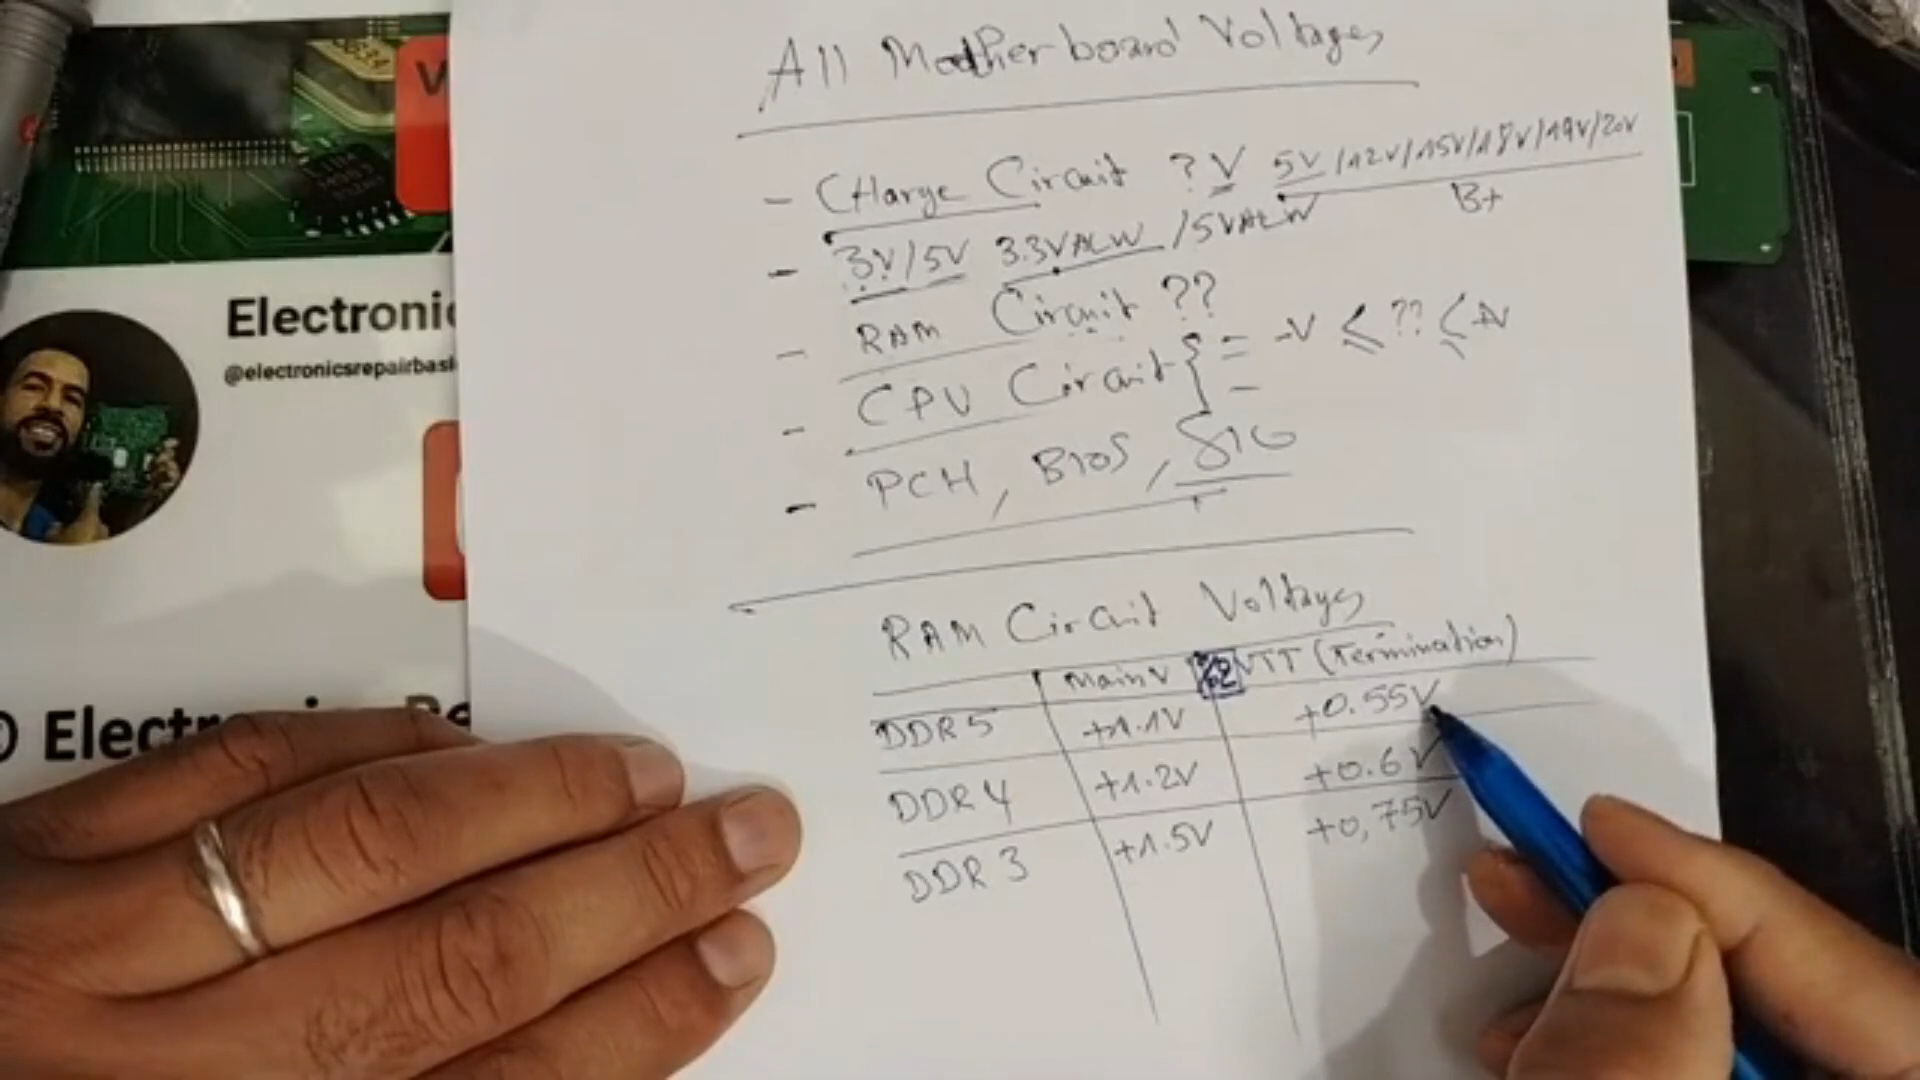 All Motherboard Voltages
- CHarge Circuit ? V 5V/12V/15V/18V/19V/20V
B+
- 3V/5V 3.3VALW/5VALW
- RAM Circuit ??
- CPU Circuit } = -V < ?? <
- PCH, BIOS, SIO
RAM Circuit Voltages
Main V VTT (Termination)
DDR5 +1.1V +0.55V
DDR4 +1.2V +0.6V
DDR3 +1.5V +0,75V
Electronic
@electronicsrepairbasi